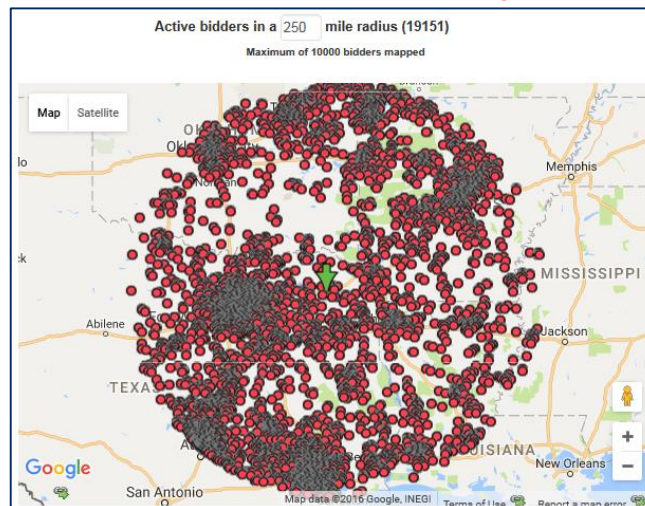 Active bidders in a 250 mile radius (19151)
Maximum of 10000 bidders mapped
Map Satellite
Memphis
MISSISSIPPI
Abilene
Jackson
TEXA
New Orleans
San Antonio
Google
Map data ©2016 Google, INEGI
Terms of Use
Report a map error